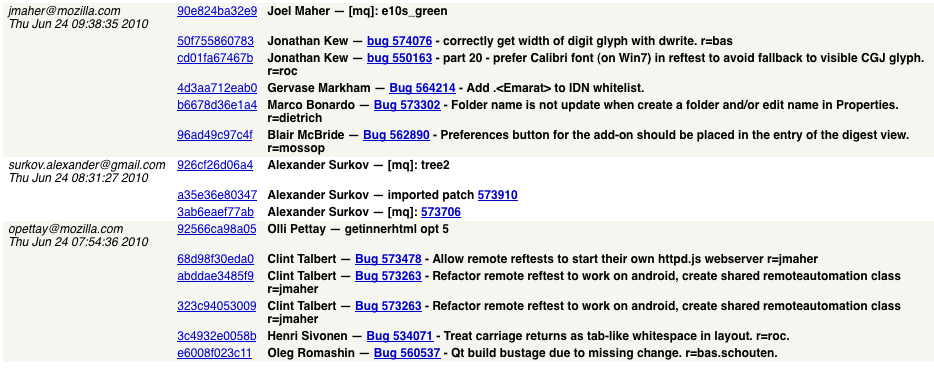 jmaher@mozilla.com 90e824ba32e9 Joel Maher — [mq]: e10s_green
Thu Jun 24 09:38:35 2010
50f755860783 Jonathan Kew — bug 574076 - correctly get width of digit glyph with dwrite. r=bas
cd01fa67467b Jonathan Kew — bug 550163 - part 20 - prefer Calibri font (on Win7) in reftest to avoid fallback to visible CGJ glyph.
r=roc
4d3aa712eab0 Gervase Markham — Bug 564214 - Add .<Emarat> to IDN whitelist.
b6678d36e1a4 Marco Bonardo — Bug 573302 - Folder name is not update when create a folder and/or edit name in Properties.
r=dietrich
96ad49c97c4f Blair McBride — Bug 562890 - Preferences button for the add-on should be placed in the entry of the digest view.
r=mossop
surkov.alexander@gmail.com 926cf26d06a4 Alexander Surkov — [mq]: tree2
Thu Jun 24 08:31:27 2010
a35e36e80347 Alexander Surkov — imported patch 573910
3ab6eaef77ab Alexander Surkov — [mq]: 573706
opettay@mozilla.com 92566ca98a05 Olli Pettay — getinnerhtml opt 5
Thu Jun 24 07:54:36 2010
68d98f30eda0 Clint Talbert — Bug 573478 - Allow remote reftests to start their own httpd.js webserver r=jmaher
abddae3485f9 Clint Talbert — Bug 573263 - Refactor remote reftest to work on android, create shared remoteautomation class
r=jmaher
323c94053009 Clint Talbert — Bug 573263 - Refactor remote reftest to work on android, create shared remoteautomation class
r=jmaher
3c4932e0058b Henri Sivonen — Bug 534071 - Treat carriage returns as tab-like whitespace in layout. r=roc.
e6008f023c11 Oleg Romashin — Bug 560537 - Qt build bustage due to missing change. r=bas.schouten.